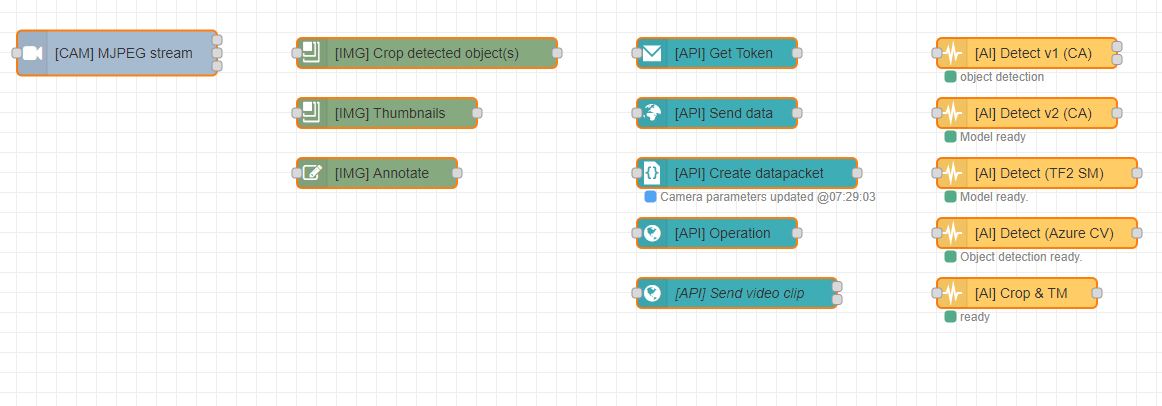 [CAM] MJPEG stream
[IMG] Crop detected object(s)
[IMG] Thumbnails
[IMG] Annotate
[API] Get Token
[API] Send data
[API] Create datapacket
Camera parameters updated @07:29:03
[API] Operation
[API] Send video clip
[AI] Detect v1 (CA)
object detection
[AI] Detect v2 (CA)
Model ready
[AI] Detect (TF2 SM)
Model ready.
[AI] Detect (Azure CV)
Object detection ready.
[AI] Crop & TM
ready